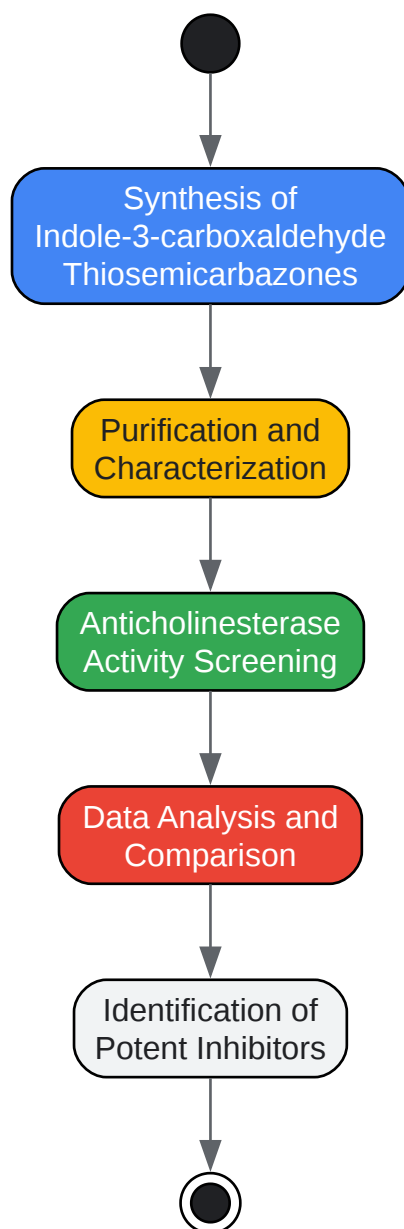 Synthesis of
Indole-3-carboxaldehyde
Thiosemicarbazones
Purification and
Characterization
Anticholinesterase
Activity Screening
Data Analysis and
Comparison
Identification of
Potent Inhibitors